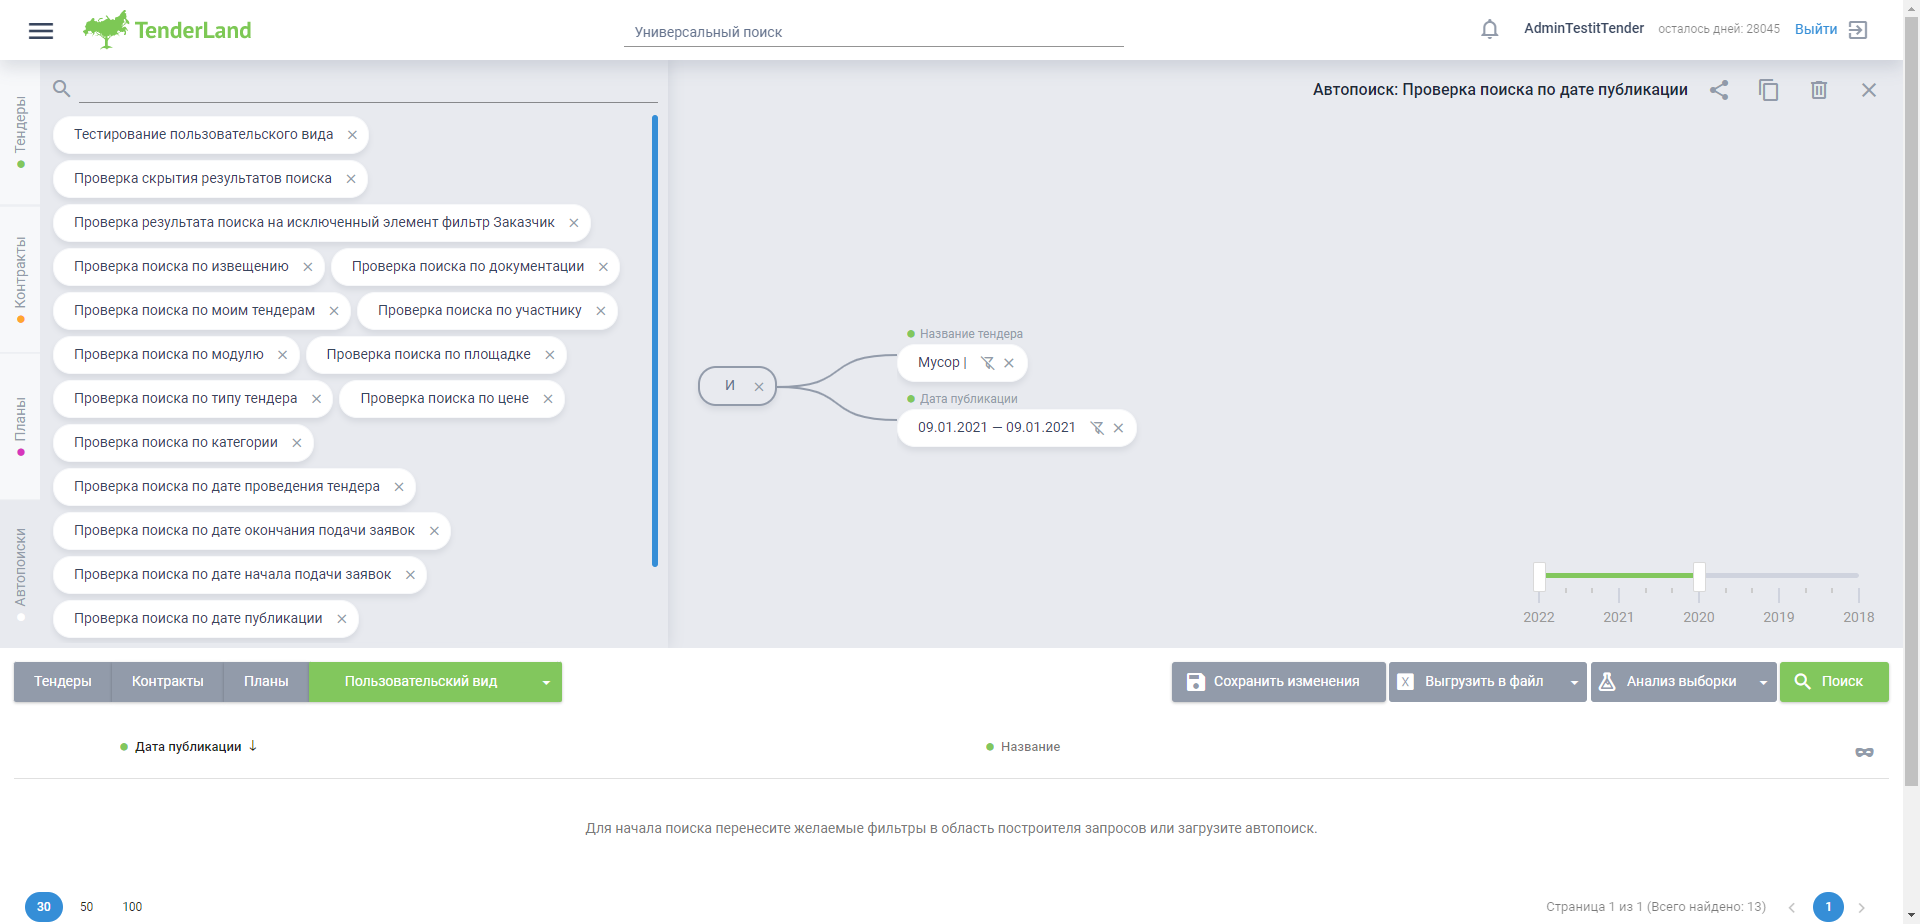 TenderLand
Универсальный поиск
AdminTestitTender
осталось дней: 28045
Выйти
Тендеры
Контракты
Планы
Автопоиски
Тестирование пользовательского вида
Проверка скрытия результатов поиска
Проверка результата поиска на исключенный элемент фильтр Заказчик
Проверка поиска по извещению
Проверка поиска по документации
Проверка поиска по моим тендерам
Проверка поиска по участнику
Проверка поиска по модулю
Проверка поиска по площадке
Проверка поиска по типу тендера
Проверка поиска по цене
Проверка поиска по категории
Проверка поиска по дате проведения тендера
Проверка поиска по дате окончания подачи заявок
Проверка поиска по дате начала подачи заявок
Проверка поиска по дате публикации
Автопоиск: Проверка поиска по дате публикации
И
Название тендера
Мусор |
Дата публикации
09.01.2021 — 09.01.2021
2022 2021 2020 2019 2018
Тендеры
Контракты
Планы
Пользовательский вид
Сохранить изменения
X Выгрузить в файл
Анализ выборки
Поиск
Дата публикации
Название
Для начала поиска перенесите желаемые фильтры в область построителя запросов или загрузите автопоиск.
30 50 100
Страница 1 из 1 (Всего найдено: 13)
1